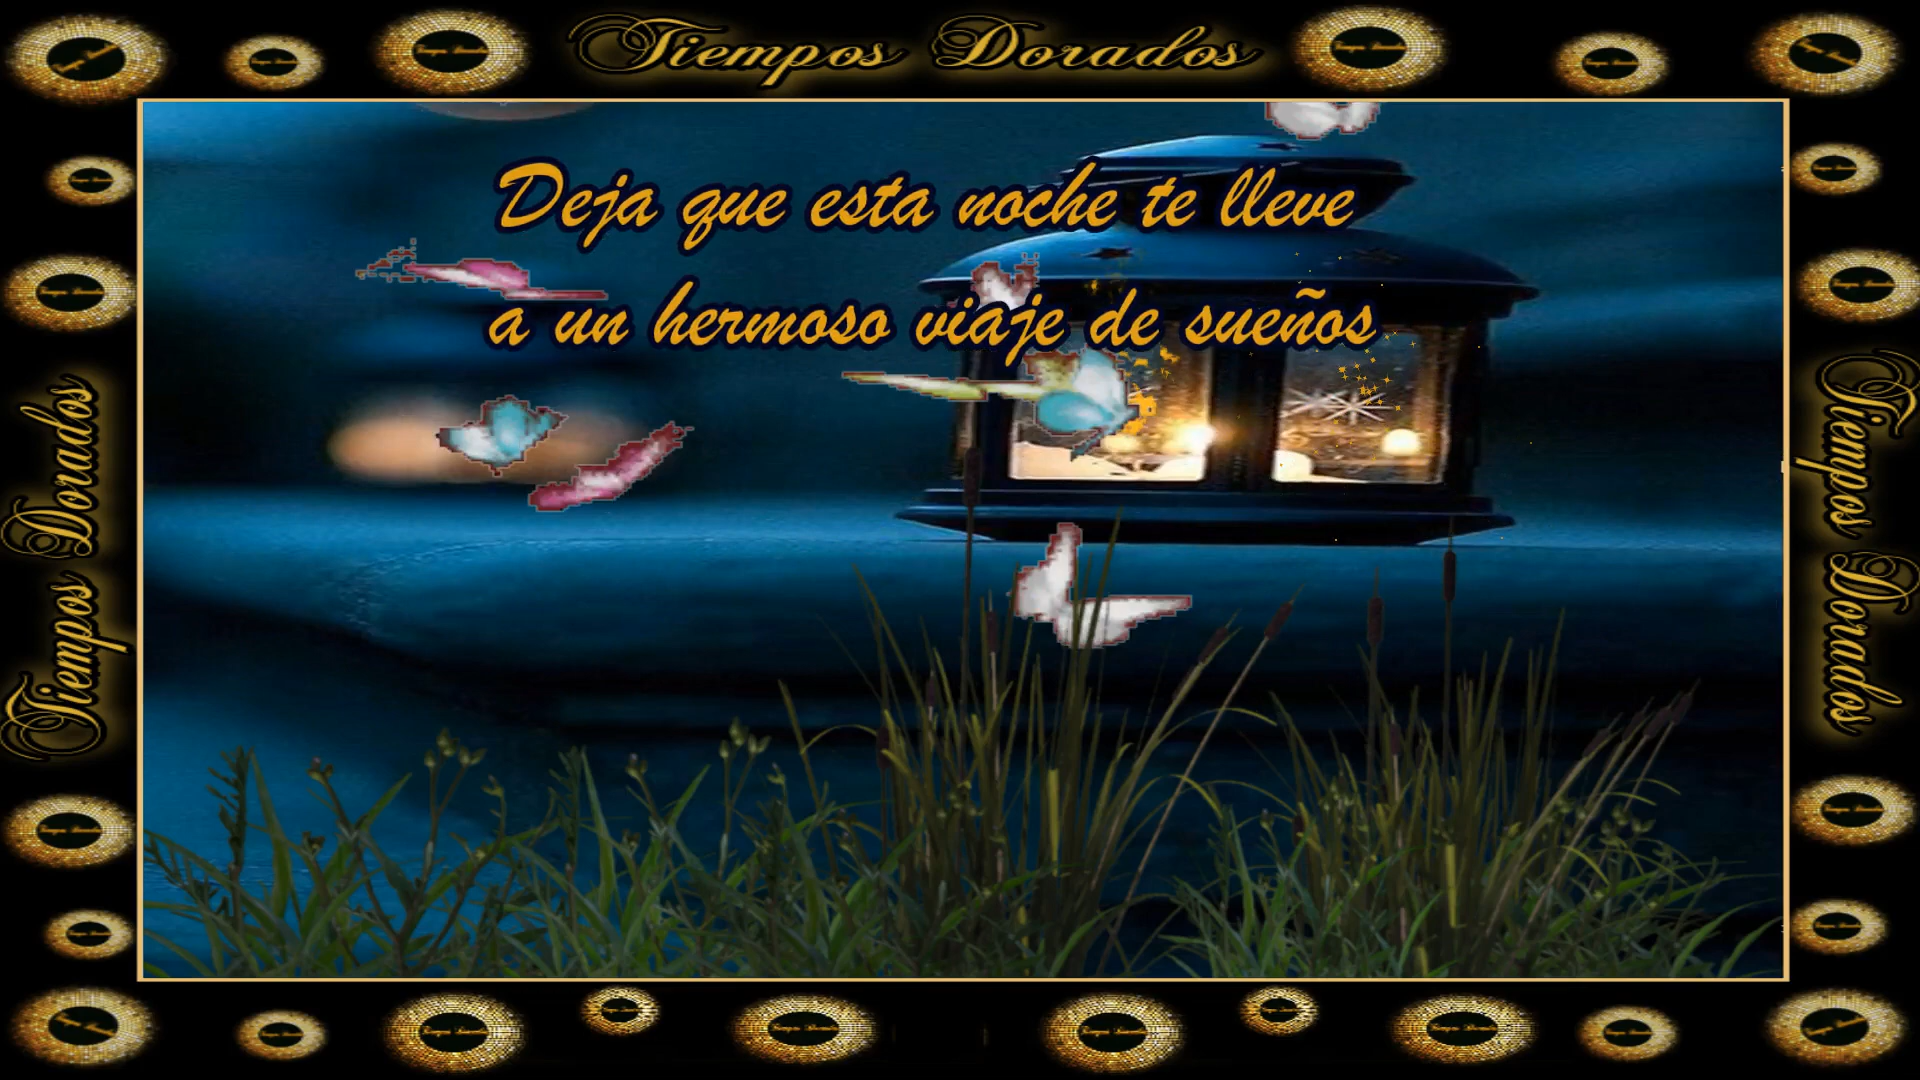 Tiempos Dorados
Deja que esta noche te lleve
a un hermoso viaje de sueños
Tiempos Dorados
Tiempos Dorados